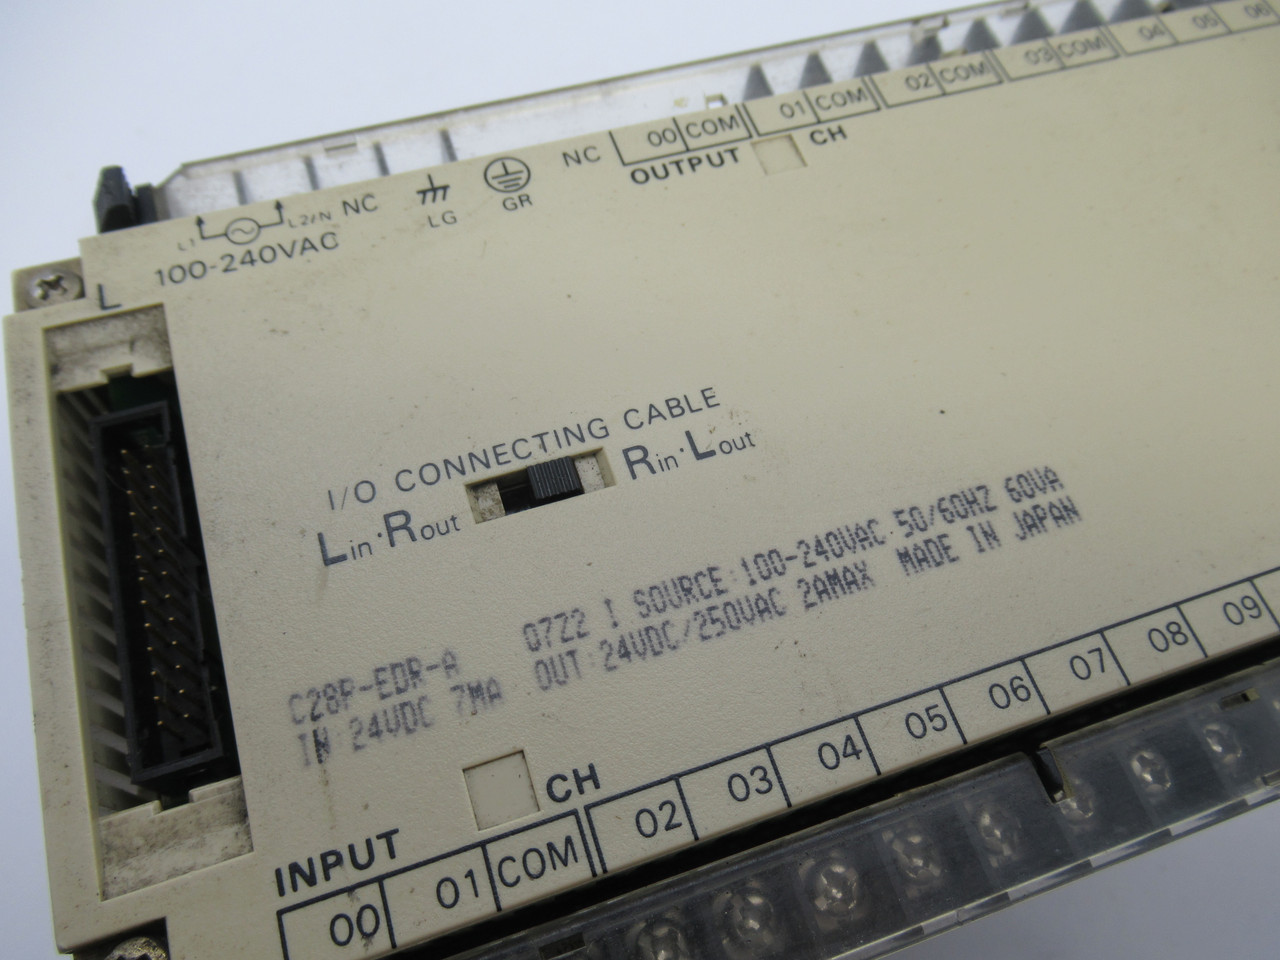 00 COM 01 COM 02 COM 03 COM 04 05 06
NC OUTPUT CH
L1 L2/N NC LG GR
100-240VAC
L
I/O CONNECTING CABLE
Lin·Rout Rin·Lout
C28P-EDR-A 0722 I SOURCE:100-240VAC 50/60HZ 60VA
IN:24VDC 7MA OUT:24VDC/250VAC 2AMAX MADE IN JAPAN
CH
INPUT
00 01 COM 02 03 04 05 06 07 08 09